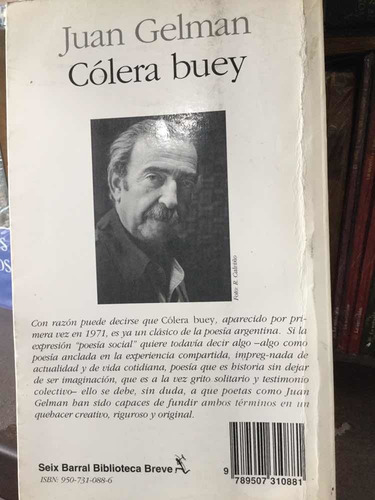 Juan Gelman
Cólera buey
Foto: R. Calviño
Con razón puede decirse que Cólera buey, aparecido por pri-
mera vez en 1971, es ya un clásico de la poesía argentina. Si la
expresión "poesía social" quiere todavía decir algo –algo como
poesía anclada en la experiencia compartida, impreg-nada de
actualidad y de vida cotidiana, poesía que es historia sin dejar
de ser imaginación, que es a la vez grito solitario y testimonio
colectivo– ello se debe, sin duda, a que poetas como Juan
Gelman han sido capaces de fundir ambos términos en un
quehacer creativo, riguroso y original.
Seix Barral Biblioteca Breve
ISBN: 950-731-088-6
9 789507 310881